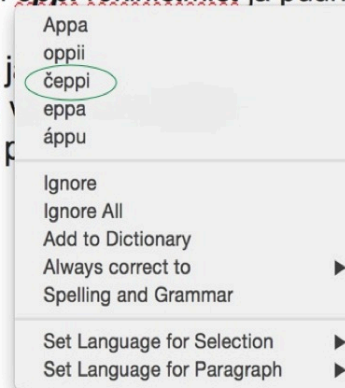 ja
Appa
oppii
čeppi
eppa
áppu
Ignore
Ignore All
Add to Dictionary
Always correct to
Spelling and Grammar
Set Language for Selection
Set Language for Paragraph